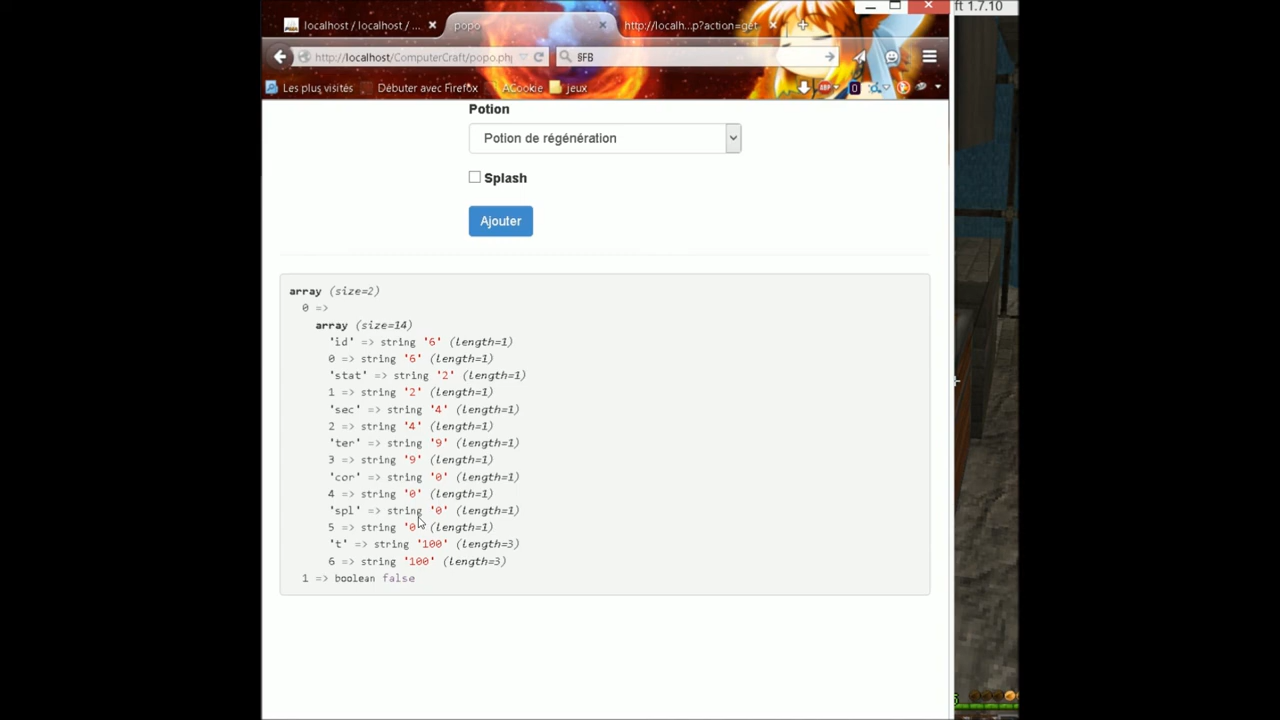 ft 1.7.10
localhost / localhost / ...
popo
http://localh...p?action=get
http://localhost/ComputerCraft/popo.php
§FB
Les plus visités Débuter avec Firefox ACookie Jeux
Potion
Potion de régénération
Splash
Ajouter
array (size=2)
0 =>
array (size=14)
'id' => string '6' (length=1)
0 => string '6' (length=1)
'stat' => string '2' (length=1)
1 => string '2' (length=1)
'sec' => string '4' (length=1)
2 => string '4' (length=1)
'ter' => string '9' (length=1)
3 => string '9' (length=1)
'cor' => string '0' (length=1)
4 => string '0' (length=1)
'spl' => string '0' (length=1)
5 => string '0' (length=1)
't' => string '100' (length=3)
6 => string '100' (length=3)
1 => boolean false